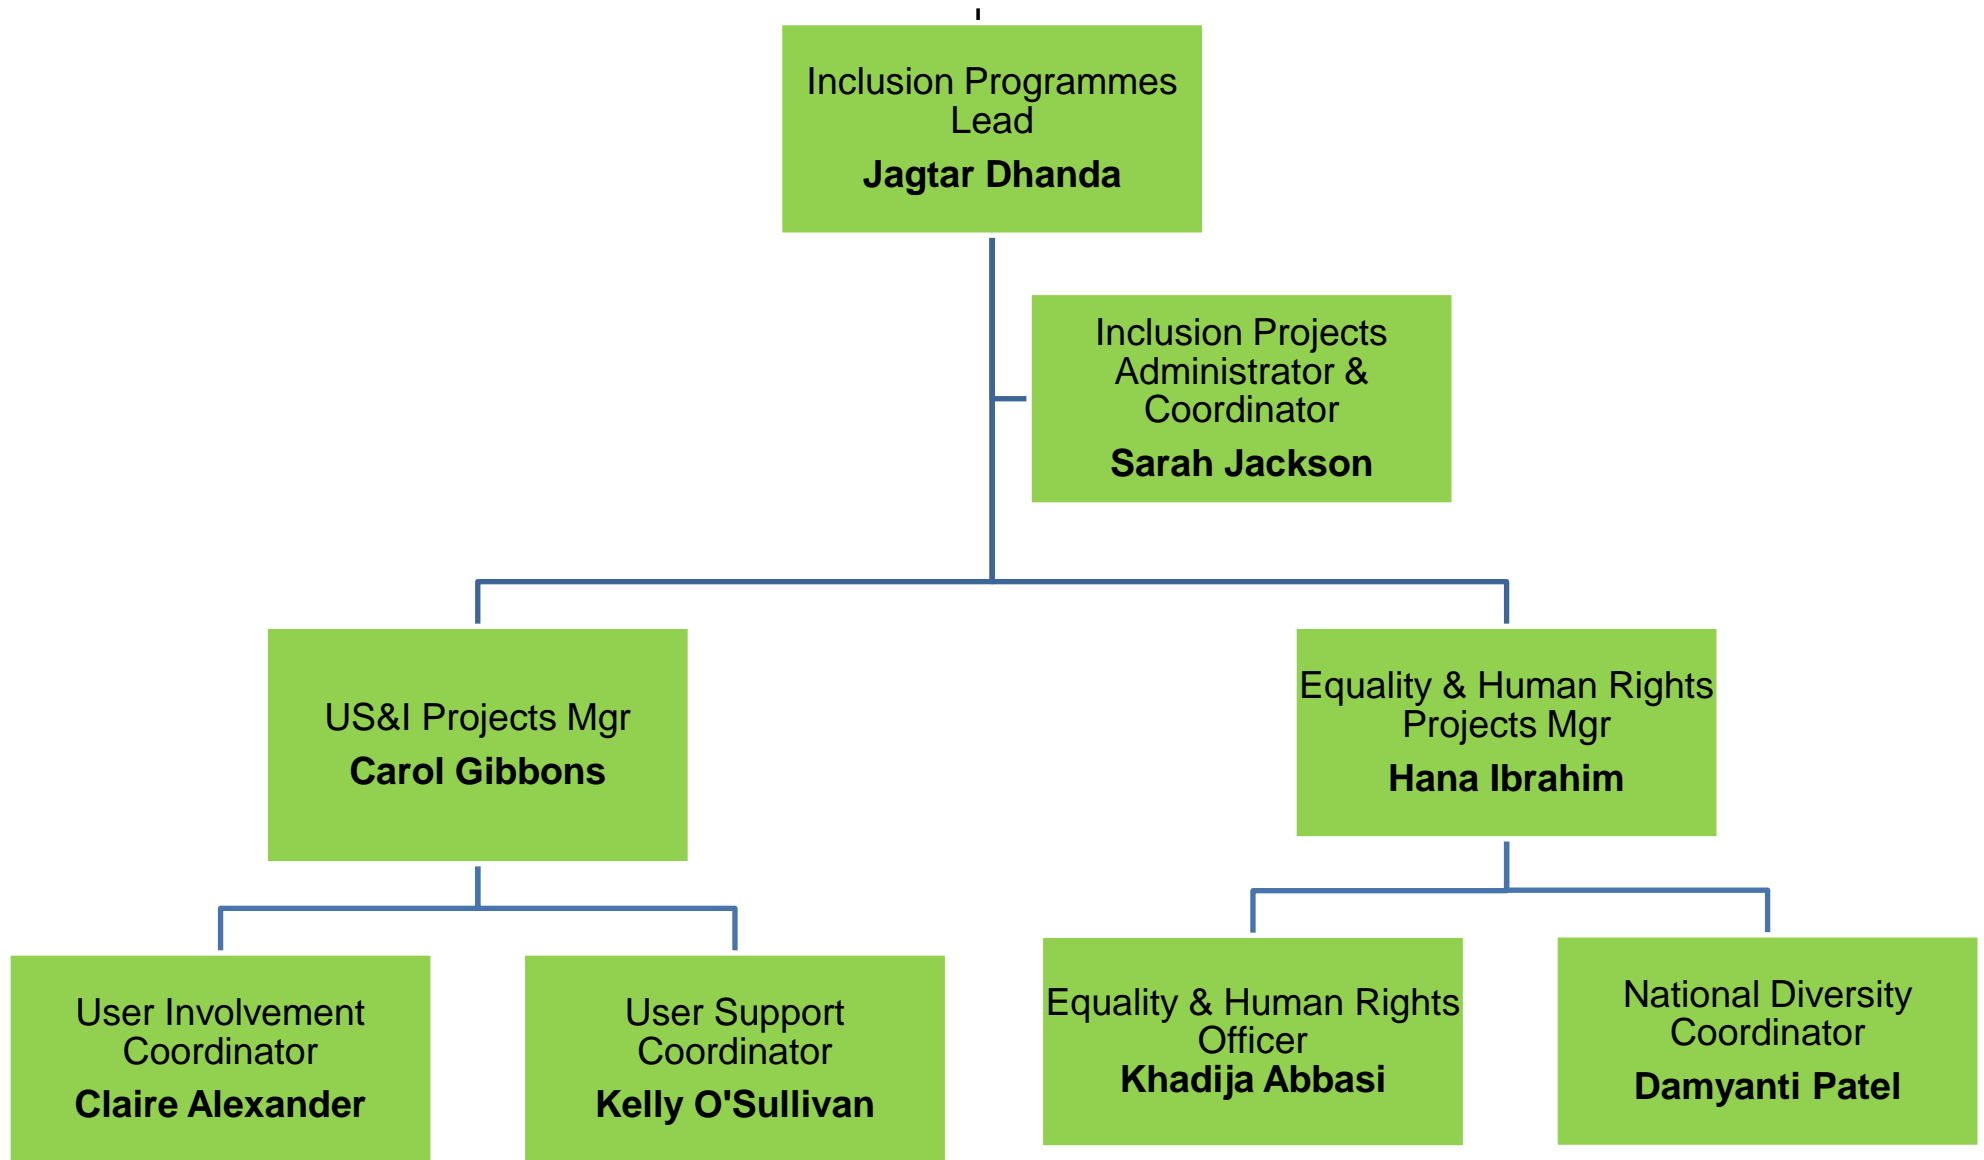 Inclusion Programmes
Lead
Jagtar Dhanda
Inclusion Projects
Administrator &
Coordinator
Sarah Jackson
US&I Projects Mgr
Carol Gibbons
Equality & Human Rights
Projects Mgr
Hana Ibrahim
User Involvement
Coordinator
Claire Alexander
User Support
Coordinator
Kelly O'Sullivan
Equality & Human Rights
Officer
Khadija Abbasi
National Diversity
Coordinator
Damyanti Patel